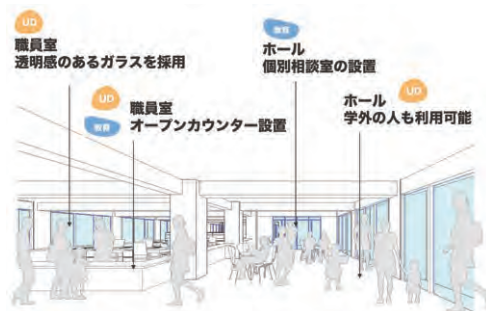 UD
職員室
透明感のあるガラスを採用
UD
教育
職員室
オープンカウンター設置
教育
ホール
個別相談室の設置
UD
ホール
学外の人も利用可能